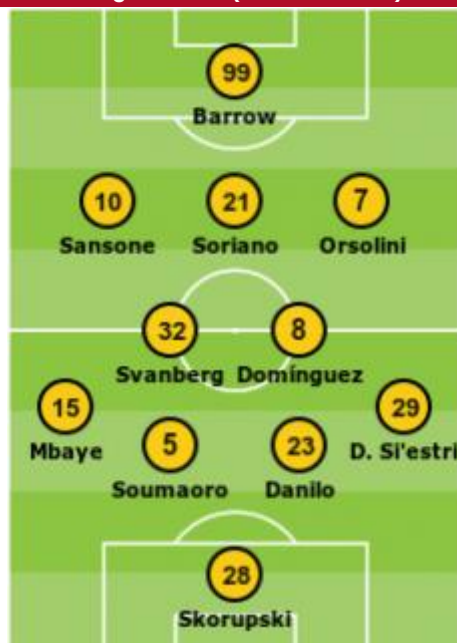 99
Barrow
10 21 7
Sansone Soriano Orsolini
32 8
Svanberg Domínguez
15 29
Mbaye D. Si'estri
5 23
Soumaoro Danilo
28
Skorupski